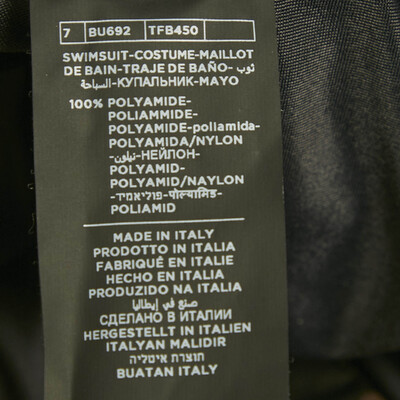 7 BU692 TFB450
SWIMSUIT-COSTUME-MAILLOT
DE BAIN-TRAJE DE BAÑO-ثوب
السباحة-КУПАЛЬНИК-MAYO
100% POLYAMIDE-
POLIAMMIDE-
POLYAMIDE-poliamida-
POLYAMIDA/NYLON
-نايلون-НЕЙЛОН-
POLYAMID-
POLYAMID/NAYLON
-פוליאמיד-पोल्यामिड-
POLIAMID
MADE IN ITALY
PRODOTTO IN ITALIA
FABRIQUÉ EN ITALIE
HECHO EN ITALIA
PRODUZIDO NA ITALIA
صنع في إيطاليا
СДЕЛАНО В ИТАЛИИ
HERGESTELLT IN ITALIEN
ITALYAN MALIDIR
תוצרת איטליה
BUATAN ITALY